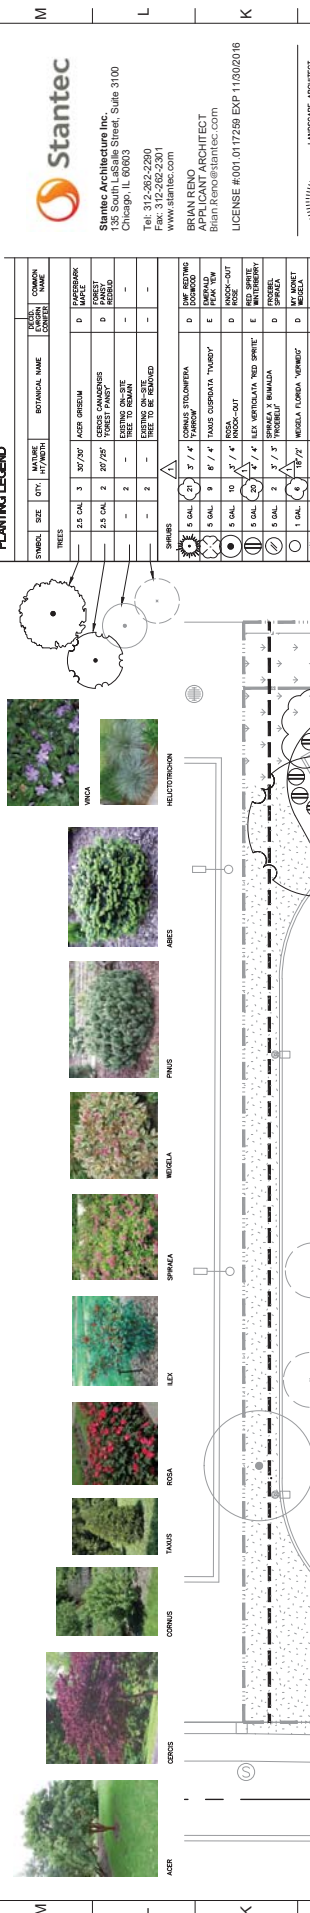 M
L
K
Stantec
Stantec Architecture Inc.
135 South LaSalle Street, Suite 3100
Chicago, IL 60603
Tel: 312-262-2290
Fax: 312-262-2301
www.stantec.com
BRIAN RENO
APPLICANT ARCHITECT
Brian.Reno@stantec.com
LICENSE #:001.0117259 EXP 11/30/2016
PLANTING LEGEND
SYMBOL SIZE QTY. MATURE HT/WIDTH BOTANICAL NAME DECID. EVRGRN CONIFER COMMON NAME
TREES
2.5 CAL 3 30'/30' ACER GRISEUM D PAPERBARK MAPLE
2.5 CAL 2 20'/25' CERCIS CANADENSIS 'FOREST PANSY' D FOREST PANSY REDBUD
– 2 – EXISTING ON-SITE TREE TO REMAIN – –
– 2 – EXISTING ON-SITE TREE TO BE REMOVED – –
SHRUBS
1
5 GAL. 21 3' / 4' CORNUS STOLONIFERA 'FARROW' D DWF REDTWIG DOGWOOD
5 GAL. 9 6' / 4' TAXUS CUSPIDATA E EMERALD PEAK YEW
5 GAL. 10 3' / 4' ROSA KNOCK-OUT D KNOCK-OUT ROSE
1
5 GAL. 20 4' / 4' ILEX VERTICILATA 'RED SPRITE' E RED SPRITE WINTERBERRY
5 GAL. 2 3' / 3' SPIRAEA X BUMALDA 'FROEBELII' D FROEBEL SPIRAEA
1
1 GAL. 6 18"/2' WEIGELA FLORIDA 'VERWEIG' D MY MONET WEIGELA
VINCA
HELICTOTRICHON
ABIES
PINUS
WEIGELA
SPIRAEA
ILEX
ROSA
TAXUS
CORNUS
CERCIS
ACER
S
M
L
K